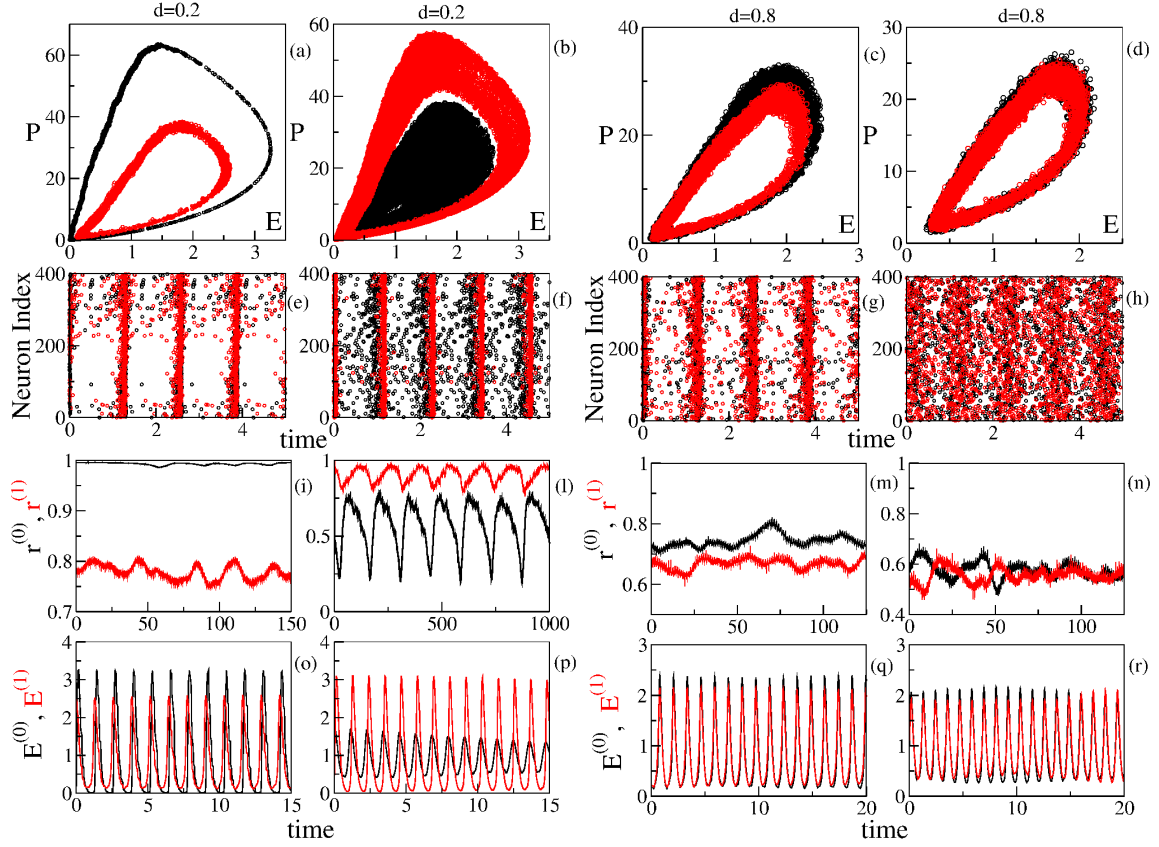 d=0.2 d=0.2 d=0.8 d=0.8
(a) (b) (c) (d)
60 60 40 30
40 40 30 20
20 20 20 10
0 0 10 0
0
P P P P
E E E E
0 1 2 3
0 1 2 3
0 1 2 3
0 1 2
(e) (f) (g) (h)
Neuron Index Neuron Index
400 400
200 200
0 0
0 2 4
0 2 4
0 2 4
0 2 4
time time
(i) (l) (m) (n)
r(0), r(1) r(0), r(1)
1 1 1 1
0.9 0.5 0.8 0.8
0.8 0 0.6 0.6
0.7 0.4
0 50 100 150
0 500 1000
0 50 100
0 50 100
(o) (p) (q) (r)
E(0), E(1) E(0), E(1)
4 4 3 3
3 3 2 2
2 2 1 1
1 1 0 0
0 0
0 5 10 15
0 5 10 15
0 10 20
0 10 20
time time